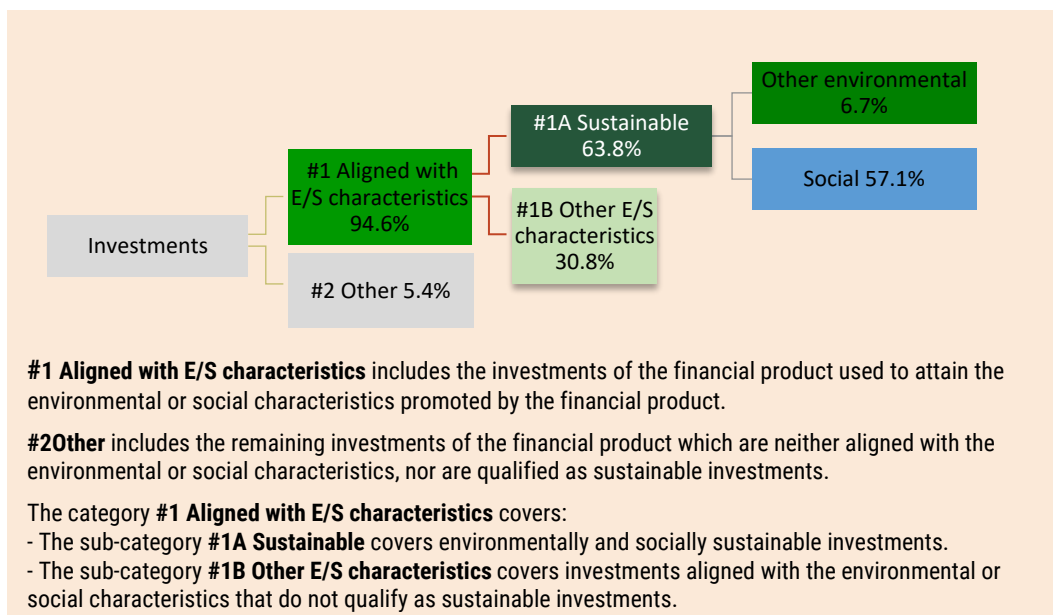 Other environmental
6.7%
#1A Sustainable
63.8%
#1 Aligned with
E/S characteristics
94.6%
Social 57.1%
#1B Other E/S
characteristics
30.8%
Investments
#2 Other 5.4%
#1 Aligned with E/S characteristics includes the investments of the financial product used to attain the
environmental or social characteristics promoted by the financial product.
#2Other includes the remaining investments of the financial product which are neither aligned with the
environmental or social characteristics, nor are qualified as sustainable investments.
The category #1 Aligned with E/S characteristics covers:
- The sub-category #1A Sustainable covers environmentally and socially sustainable investments.
- The sub-category #1B Other E/S characteristics covers investments aligned with the environmental or
social characteristics that do not qualify as sustainable investments.